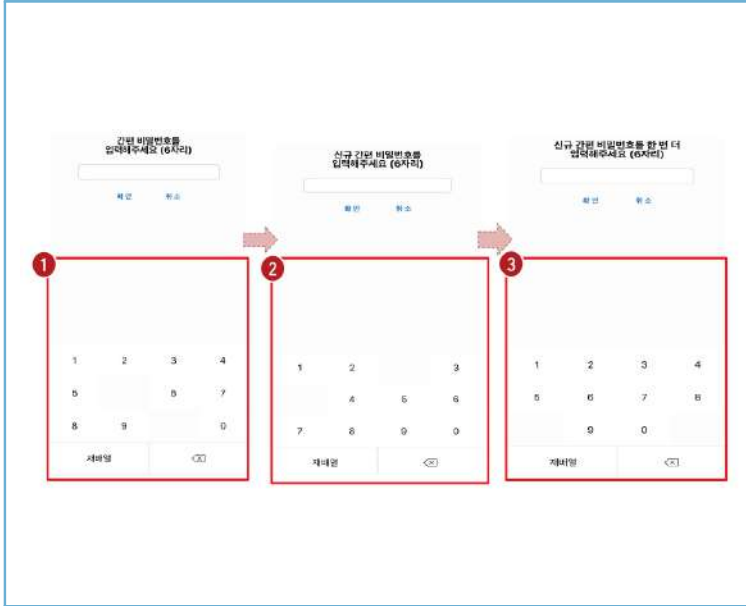 간편 비밀번호를
입력해주세요 (6자리)
확인 취소
1
1 2 3 4
5 6 7
8 9 0
재배열
신규 간편 비밀번호를
입력해주세요 (6자리)
확인 취소
2
1 2 3
4 5 6
7 8 9 0
재배열
신규 간편 비밀번호를 한 번 더
입력해주세요 (6자리)
확인 취소
3
1 2 3 4
5 6 7 8
9 0
재배열